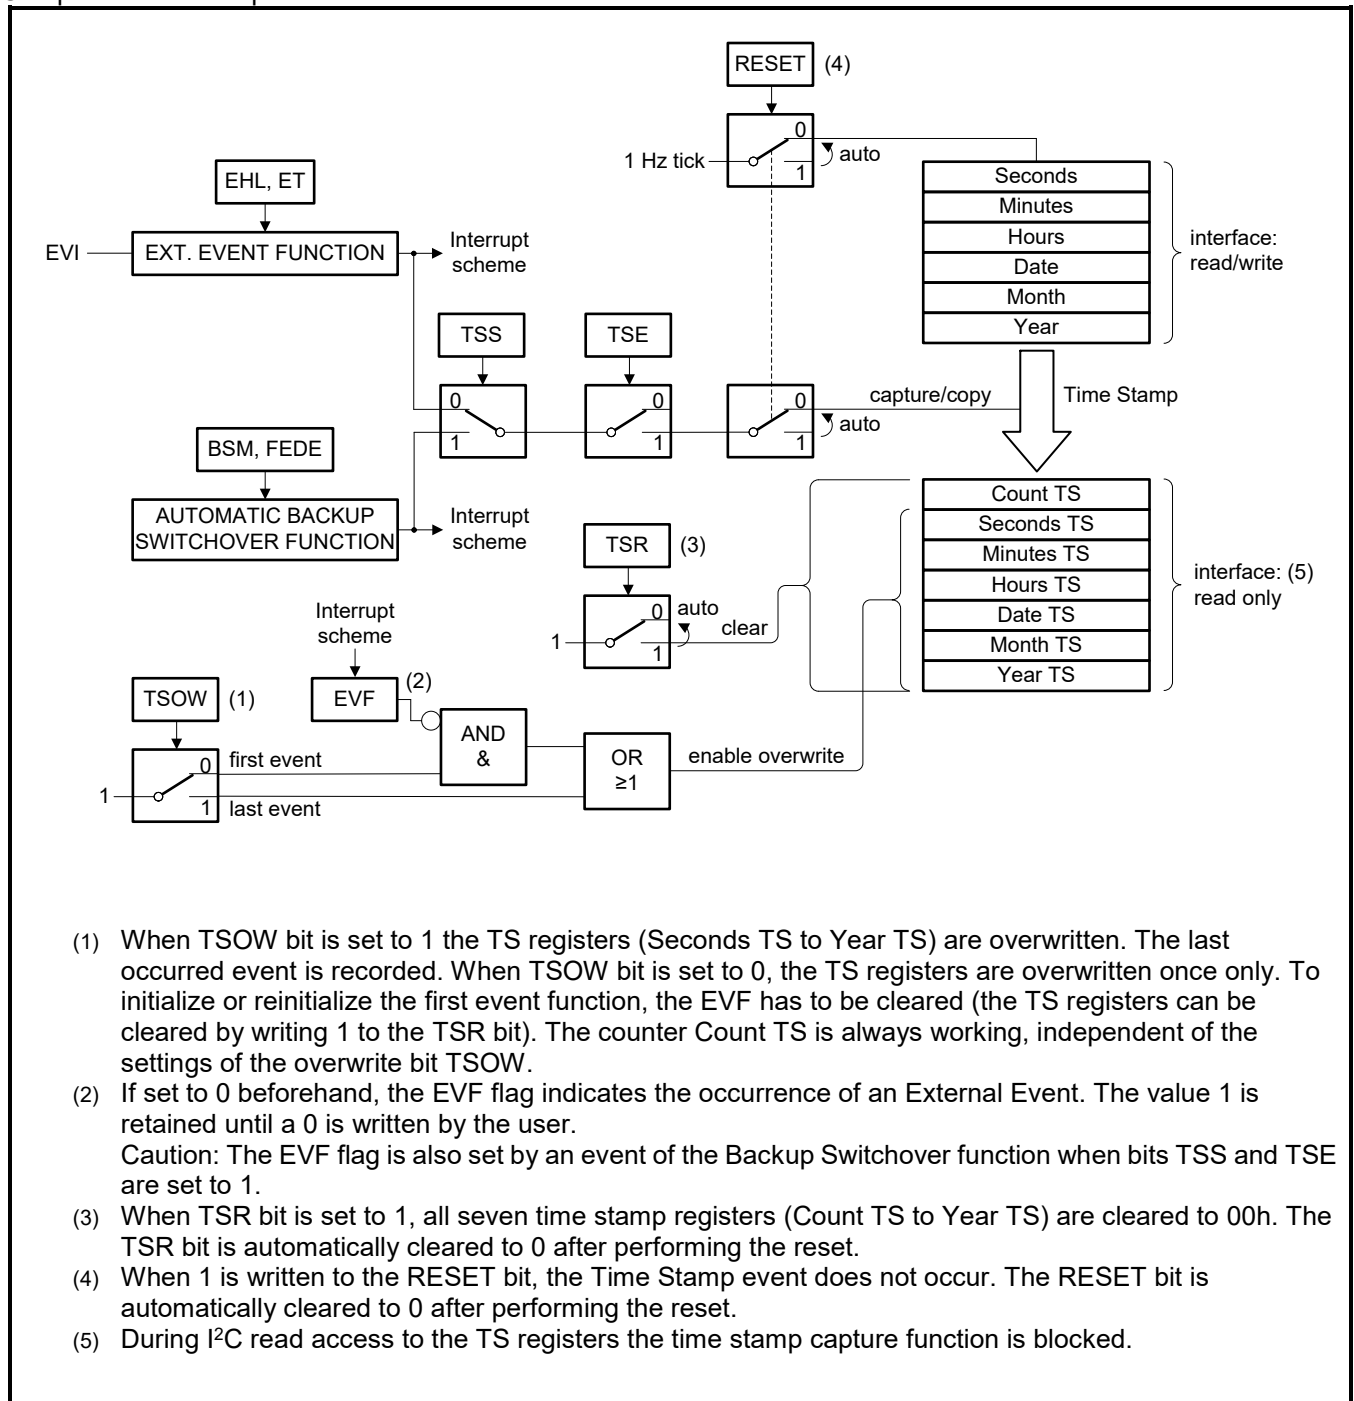 RESET (4)
0
1 Hz tick
auto
1
Seconds
Minutes
Hours
Date
Month
Year
interface:
read/write
EHL, ET
EVI
EXT. EVENT FUNCTION
Interrupt
scheme
TSS
TSE
0
1
0
1
0
1
auto
capture/copy
Time Stamp
BSM, FEDE
AUTOMATIC BACKUP
SWITCHOVER FUNCTION
Interrupt
scheme
TSR (3)
1
0
1
auto
clear
Count TS
Seconds TS
Minutes TS
Hours TS
Date TS
Month TS
Year TS
interface: (5)
read only
Interrupt
scheme
TSOW (1)
EVF
(2)
1
0
1
first event
last event
AND
&
OR
≥1
enable overwrite
(1) When TSOW bit is set to 1 the TS registers (Seconds TS to Year TS) are overwritten. The last
occurred event is recorded. When TSOW bit is set to 0, the TS registers are overwritten once only. To
initialize or reinitialize the first event function, the EVF has to be cleared (the TS registers can be
cleared by writing 1 to the TSR bit). The counter Count TS is always working, independent of the
settings of the overwrite bit TSOW.
(2) If set to 0 beforehand, the EVF flag indicates the occurrence of an External Event. The value 1 is
retained until a 0 is written by the user.
Caution: The EVF flag is also set by an event of the Backup Switchover function when bits TSS and TSE
are set to 1.
(3) When TSR bit is set to 1, all seven time stamp registers (Count TS to Year TS) are cleared to 00h. The
TSR bit is automatically cleared to 0 after performing the reset.
(4) When 1 is written to the RESET bit, the Time Stamp event does not occur. The RESET bit is
automatically cleared to 0 after performing the reset.
(5) During I²C read access to the TS registers the time stamp capture function is blocked.